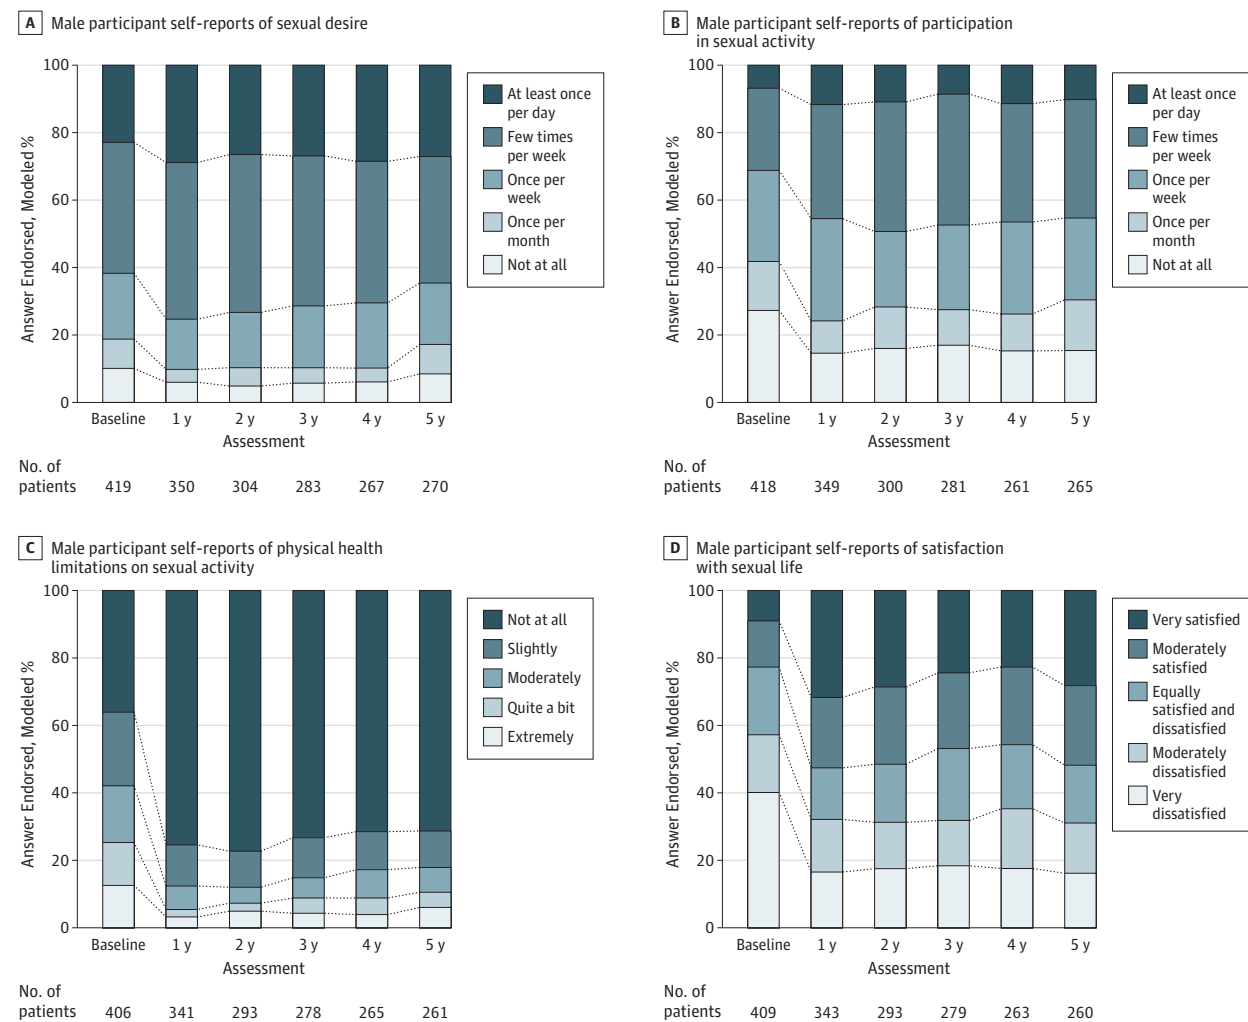 A Male participant self-reports of sexual desire
100
80
60
40
20
0
Answer Endorsed, Modeled %
Baseline 1 y 2 y 3 y 4 y 5 y
Assessment
No. of
patients 419 350 304 283 267 270
At least once
per day
Few times
per week
Once per
week
Once per
month
Not at all
B Male participant self-reports of participation
in sexual activity
100
80
60
40
20
0
Answer Endorsed, Modeled %
Baseline 1 y 2 y 3 y 4 y 5 y
Assessment
No. of
patients 418 349 300 281 261 265
At least once
per day
Few times
per week
Once per
week
Once per
month
Not at all
C Male participant self-reports of physical health
limitations on sexual activity
100
80
60
40
20
0
Answer Endorsed, Modeled %
Baseline 1 y 2 y 3 y 4 y 5 y
Assessment
No. of
patients 406 341 293 278 265 261
Not at all
Slightly
Moderately
Quite a bit
Extremely
D Male participant self-reports of satisfaction
with sexual life
100
80
60
40
20
0
Answer Endorsed, Modeled %
Baseline 1 y 2 y 3 y 4 y 5 y
Assessment
No. of
patients 409 343 293 279 263 260
Very satisfied
Moderately
satisfied
Equally
satisfied and
dissatisfied
Moderately
dissatisfied
Very
dissatisfied